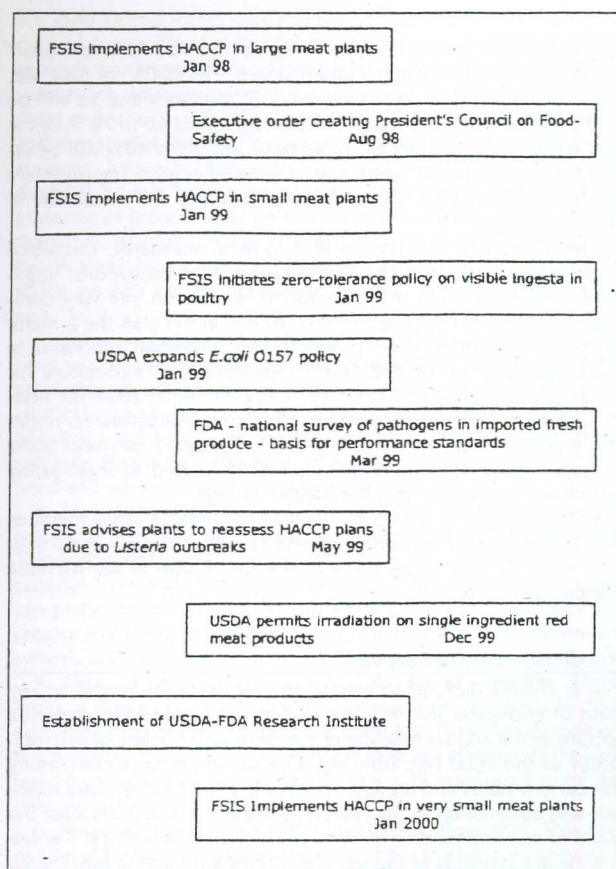 FSIS Implements HACCP in large meat plants
Jan 98
Executive order creating President's Council on Food-
Safety Aug 98
FSIS implements HACCP in small meat plants
Jan 99
FSIS initiates zero-tolerance policy on visible ingesta in
poultry Jan 99
USDA expands E.coli O157 policy
Jan 99
FDA - national survey of pathogens in imported fresh
produce - basis for performance standards
Mar 99
FSIS advises plants to reassess HACCP plans
due to Listeria outbreaks May 99
USDA permits irradiation on single ingredient red
meat products Dec 99
Establishment of USDA-FDA Research Institute
FSIS Implements HACCP in very small meat plants
Jan 2000